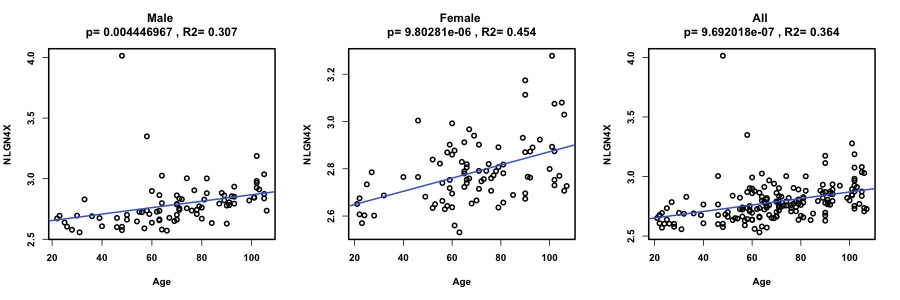 Male
p= 0.004446967 , R2= 0.307
NLGN4X
4.0
3.5
3.0
2.5
20 40 60 80 100
Age
Female
p= 9.80281e-06 , R2= 0.454
NLGN4X
3.2
3.0
2.8
2.6
20 40 60 80 100
Age
All
p= 9.692018e-07 , R2= 0.364
NLGN4X
4.0
3.5
3.0
2.5
20 40 60 80 100
Age